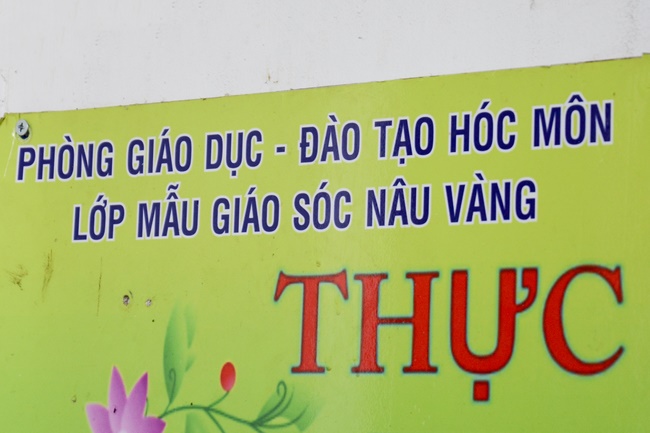 PHÒNG GIÁO DỤC - ĐÀO TẠO HÓC MÔN
LỚP MẪU GIÁO SÓC NÂU VÀNG
THỰC